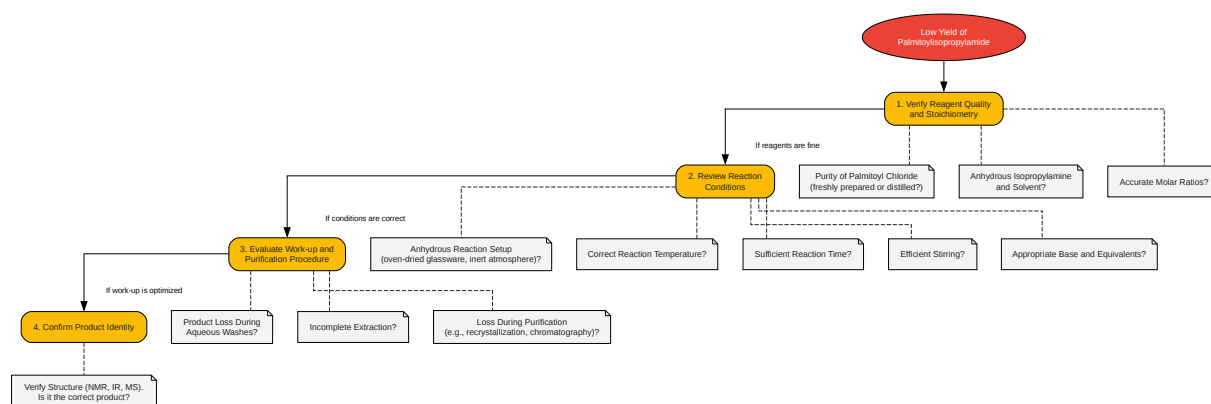 Low Yield of
Palmitoylisopropylamide
1. Verify Reagent Quality
and Stoichiometry
If reagents are fine
2. Review Reaction
Conditions
Purity of Palmitoyl Chloride
(freshly prepared or distilled?)
Anhydrous Isopropylamine
and Solvent?
Accurate Molar Ratios?
If conditions are correct
3. Evaluate Work-up and
Purification Procedure
Anhydrous Reaction Setup
(oven-dried glassware, inert atmosphere)?
Correct Reaction Temperature?
Sufficient Reaction Time?
Efficient Stirring?
Appropriate Base and Equivalents?
If work-up is optimized
4. Confirm Product Identity
Product Loss During
Aqueous Washes?
Incomplete Extraction?
Loss During Purification
(e.g., recrystallization, chromatography)?
Verify Structure (NMR, IR, MS).
Is it the correct product?